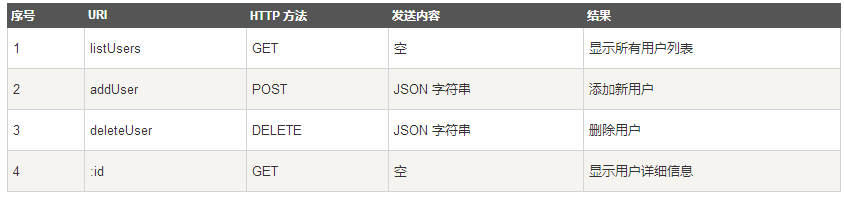 序号 URI HTTP 方法 发送内容 结果
1 listUsers GET 空 显示所有用户列表
2 addUser POST JSON 字符串 添加新用户
3 deleteUser DELETE JSON 字符串 删除用户
4 :id GET 空 显示用户详细信息